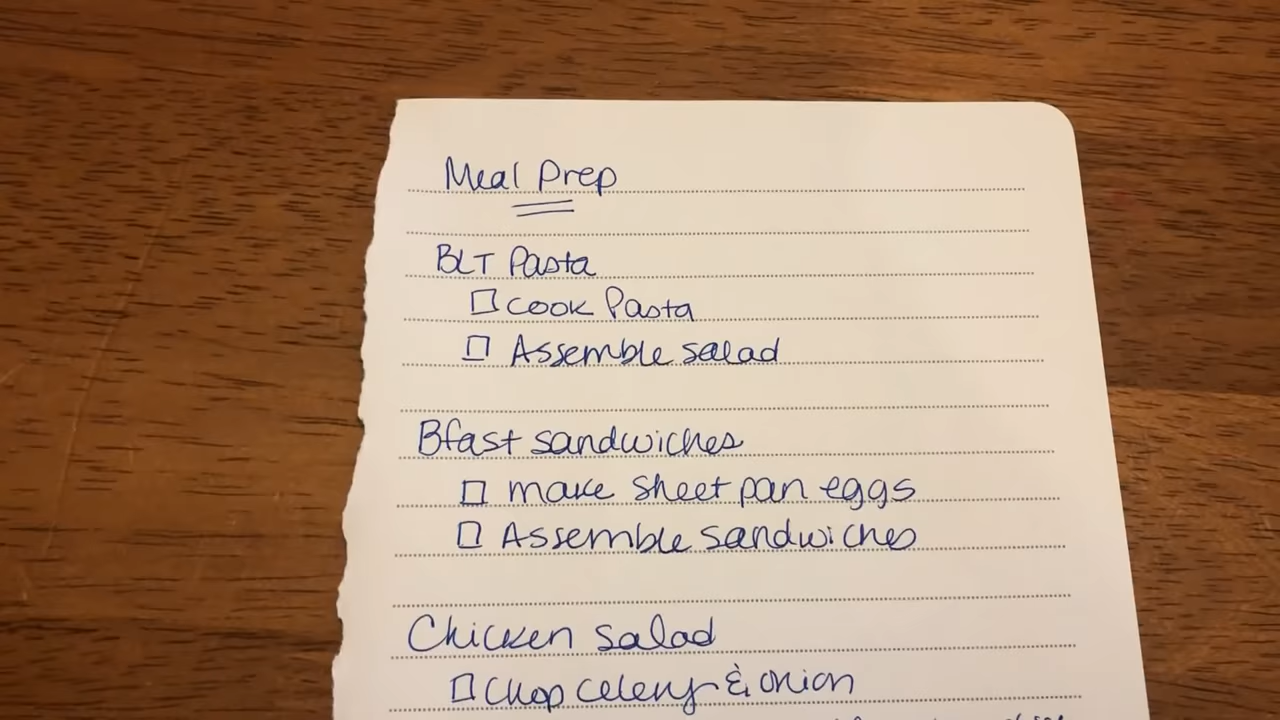 Meal Prep
BLT Pasta
cook Pasta
Assemble salad
Bfast sandwiches
make sheet pan eggs
Assemble sandwiches
Chicken salad
Chop celery & onion